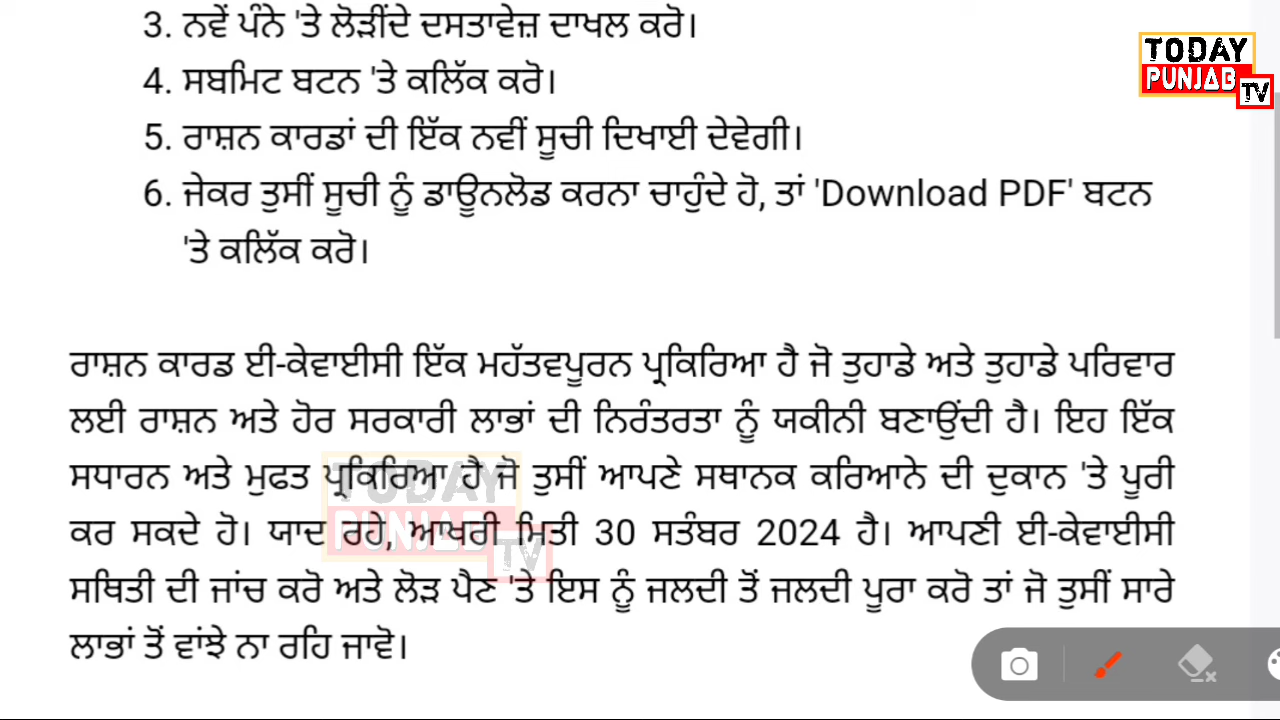 3. ਨਵੇਂ ਪੰਨੇ 'ਤੇ ਲੋੜੀਂਦੇ ਦਸਤਾਵੇਜ਼ ਦਾਖਲ ਕਰੋ।
4. ਸਬਮਿਟ ਬਟਨ 'ਤੇ ਕਲਿੱਕ ਕਰੋ।
5. ਰਾਸ਼ਨ ਕਾਰਡਾਂ ਦੀ ਇੱਕ ਨਵੀਂ ਸੂਚੀ ਦਿਖਾਈ ਦੇਵੇਗੀ।
6. ਜੇਕਰ ਤੁਸੀਂ ਸੂਚੀ ਨੂੰ ਡਾਊਨਲੋਡ ਕਰਨਾ ਚਾਹੁੰਦੇ ਹੋ, ਤਾਂ 'Download PDF' ਬਟਨ
'ਤੇ ਕਲਿੱਕ ਕਰੋ।
ਰਾਸ਼ਨ ਕਾਰਡ ਈ-ਕੇਵਾਈਸੀ ਇੱਕ ਮਹੱਤਵਪੂਰਨ ਪ੍ਰਕਿਰਿਆ ਹੈ ਜੋ ਤੁਹਾਡੇ ਅਤੇ ਤੁਹਾਡੇ ਪਰਿਵਾਰ
ਲਈ ਰਾਸ਼ਨ ਅਤੇ ਹੋਰ ਸਰਕਾਰੀ ਲਾਭਾਂ ਦੀ ਨਿਰੰਤਰਤਾ ਨੂੰ ਯਕੀਨੀ ਬਣਾਉਂਦੀ ਹੈ। ਇਹ ਇੱਕ
ਸਧਾਰਨ ਅਤੇ ਮੁਫਤ ਪ੍ਰਕਿਰਿਆ ਹੈ ਜੋ ਤੁਸੀਂ ਆਪਣੇ ਸਥਾਨਕ ਕਰਿਆਨੇ ਦੀ ਦੁਕਾਨ 'ਤੇ ਪੂਰੀ
ਕਰ ਸਕਦੇ ਹੋ। ਯਾਦ ਰਹੇ, ਆਖਰੀ ਮਿਤੀ 30 ਸਤੰਬਰ 2024 ਹੈ। ਆਪਣੀ ਈ-ਕੇਵਾਈਸੀ
ਸਥਿਤੀ ਦੀ ਜਾਂਚ ਕਰੋ ਅਤੇ ਲੋੜ ਪੈਣ 'ਤੇ ਇਸ ਨੂੰ ਜਲਦੀ ਤੋਂ ਜਲਦੀ ਪੂਰਾ ਕਰੋ ਤਾਂ ਜੋ ਤੁਸੀਂ ਸਾਰੇ
ਲਾਭਾਂ ਤੋਂ ਵਾਂਝੇ ਨਾ ਰਹਿ ਜਾਵੋ।
TODAY
PUNJAB
TV
TODAY
PUNJAB
TV